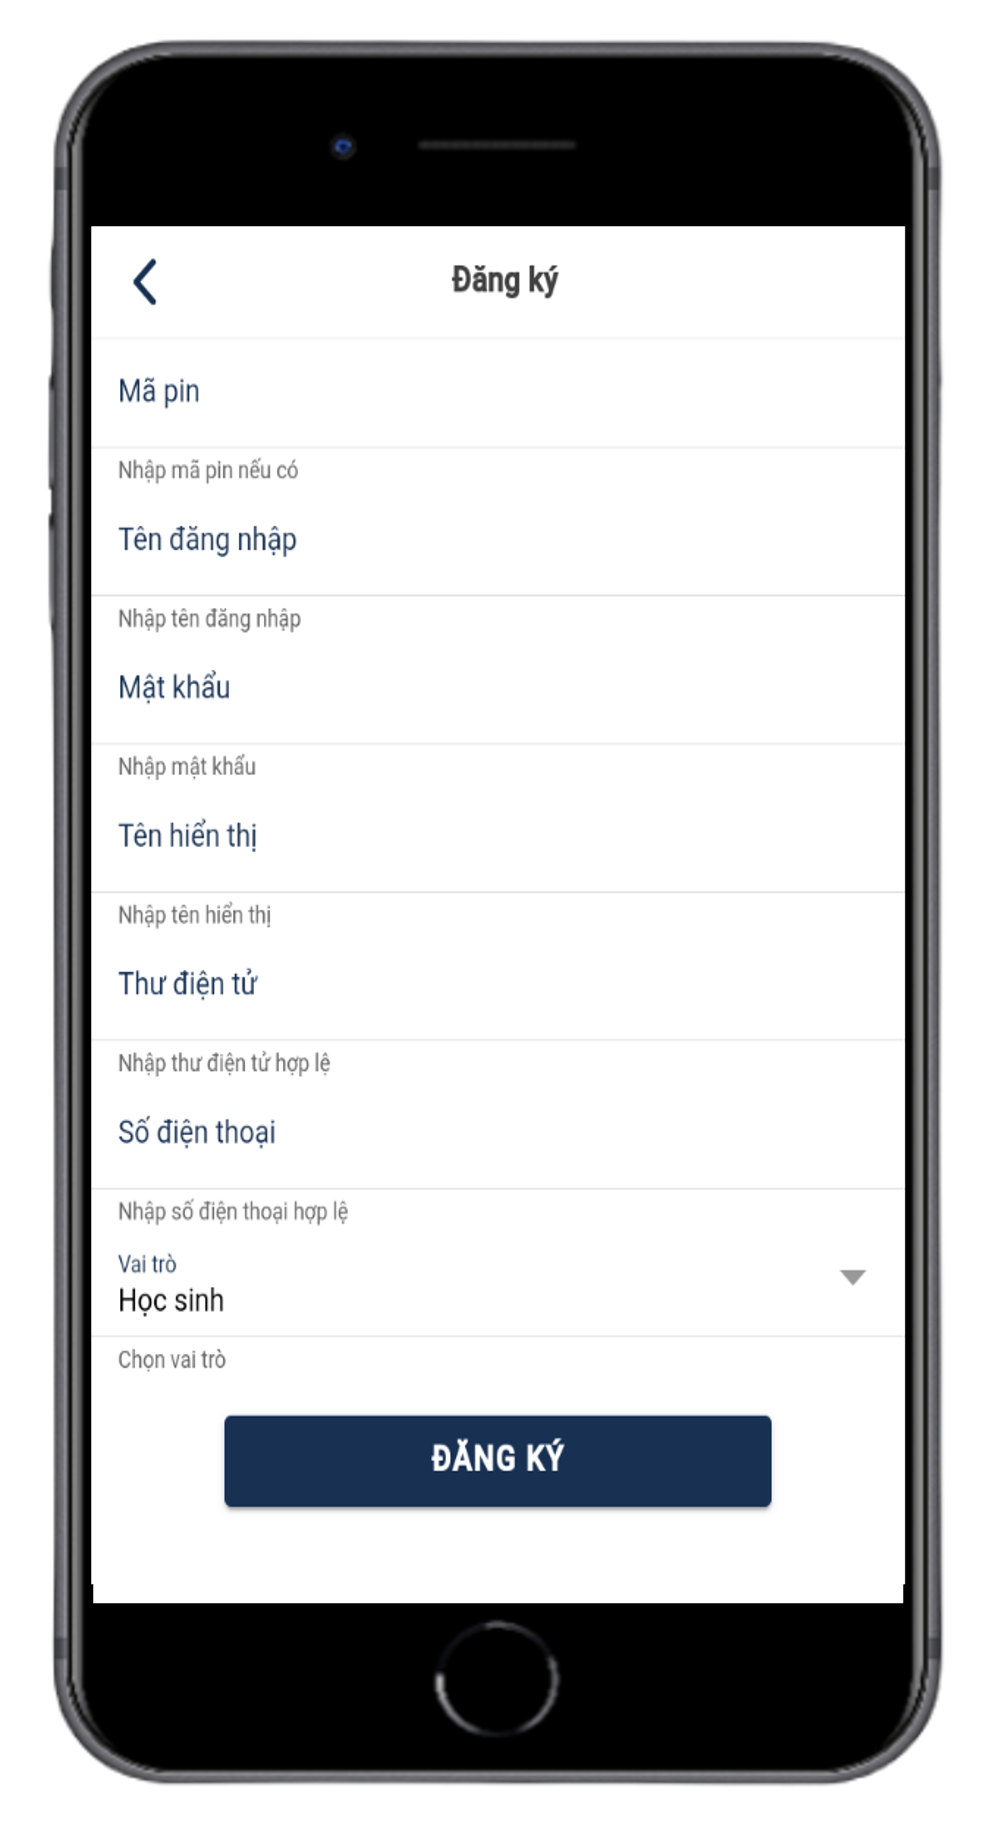 Đăng ký
Mã pin
Nhập mã pin nếu có
Tên đăng nhập
Nhập tên đăng nhập
Mật khẩu
Nhập mật khẩu
Tên hiển thị
Nhập tên hiển thị
Thư điện tử
Nhập thư điện tử hợp lệ
Số điện thoại
Nhập số điện thoại hợp lệ
Vai trò
Học sinh
Chọn vai trò
ĐĂNG KÝ